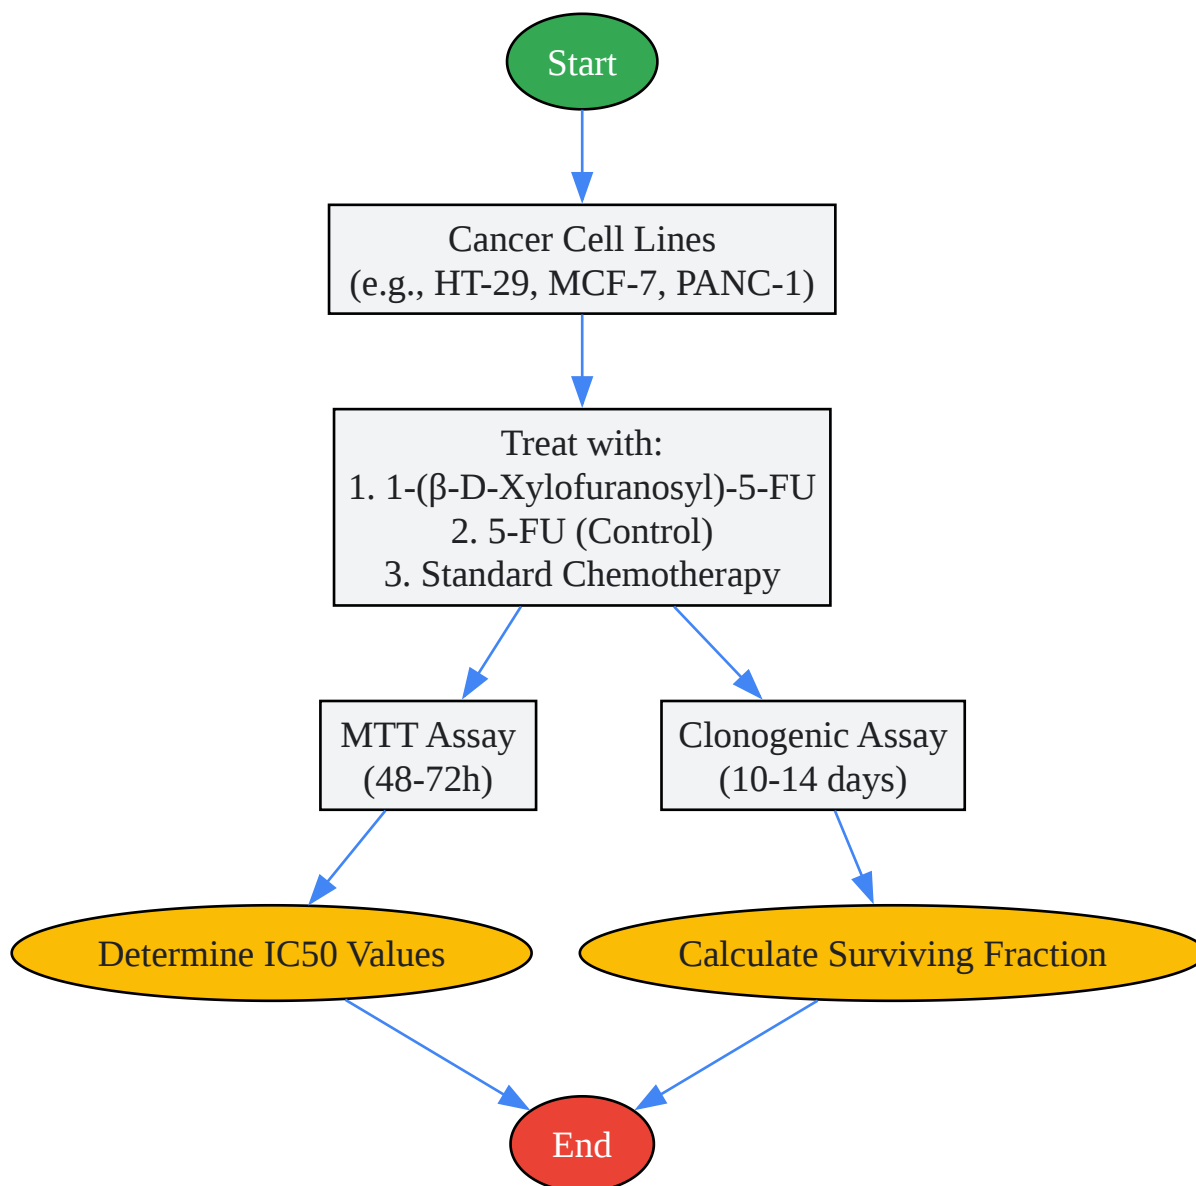 Start
Cancer Cell Lines
(e.g., HT-29, MCF-7, PANC-1)
Treat with:
1. 1-(β-D-Xylofuranosyl)-5-FU
2. 5-FU (Control)
3. Standard Chemotherapy
MTT Assay
(48-72h)
Clonogenic Assay
(10-14 days)
Determine IC50 Values
Calculate Surviving Fraction
End